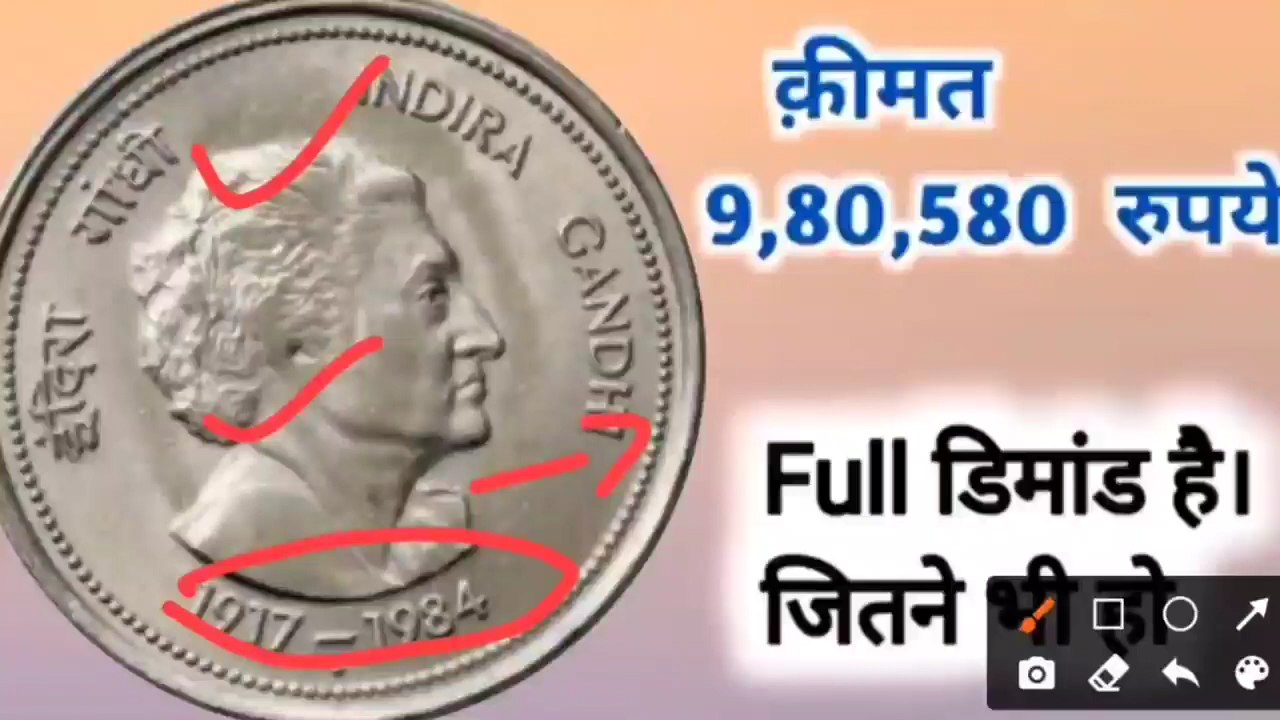 इंदिरा गांधी
INDIRA GANDHI
1917-1984
क़ीमत
9,80,580 रुपये
Full डिमांड है।
जितने भी हो